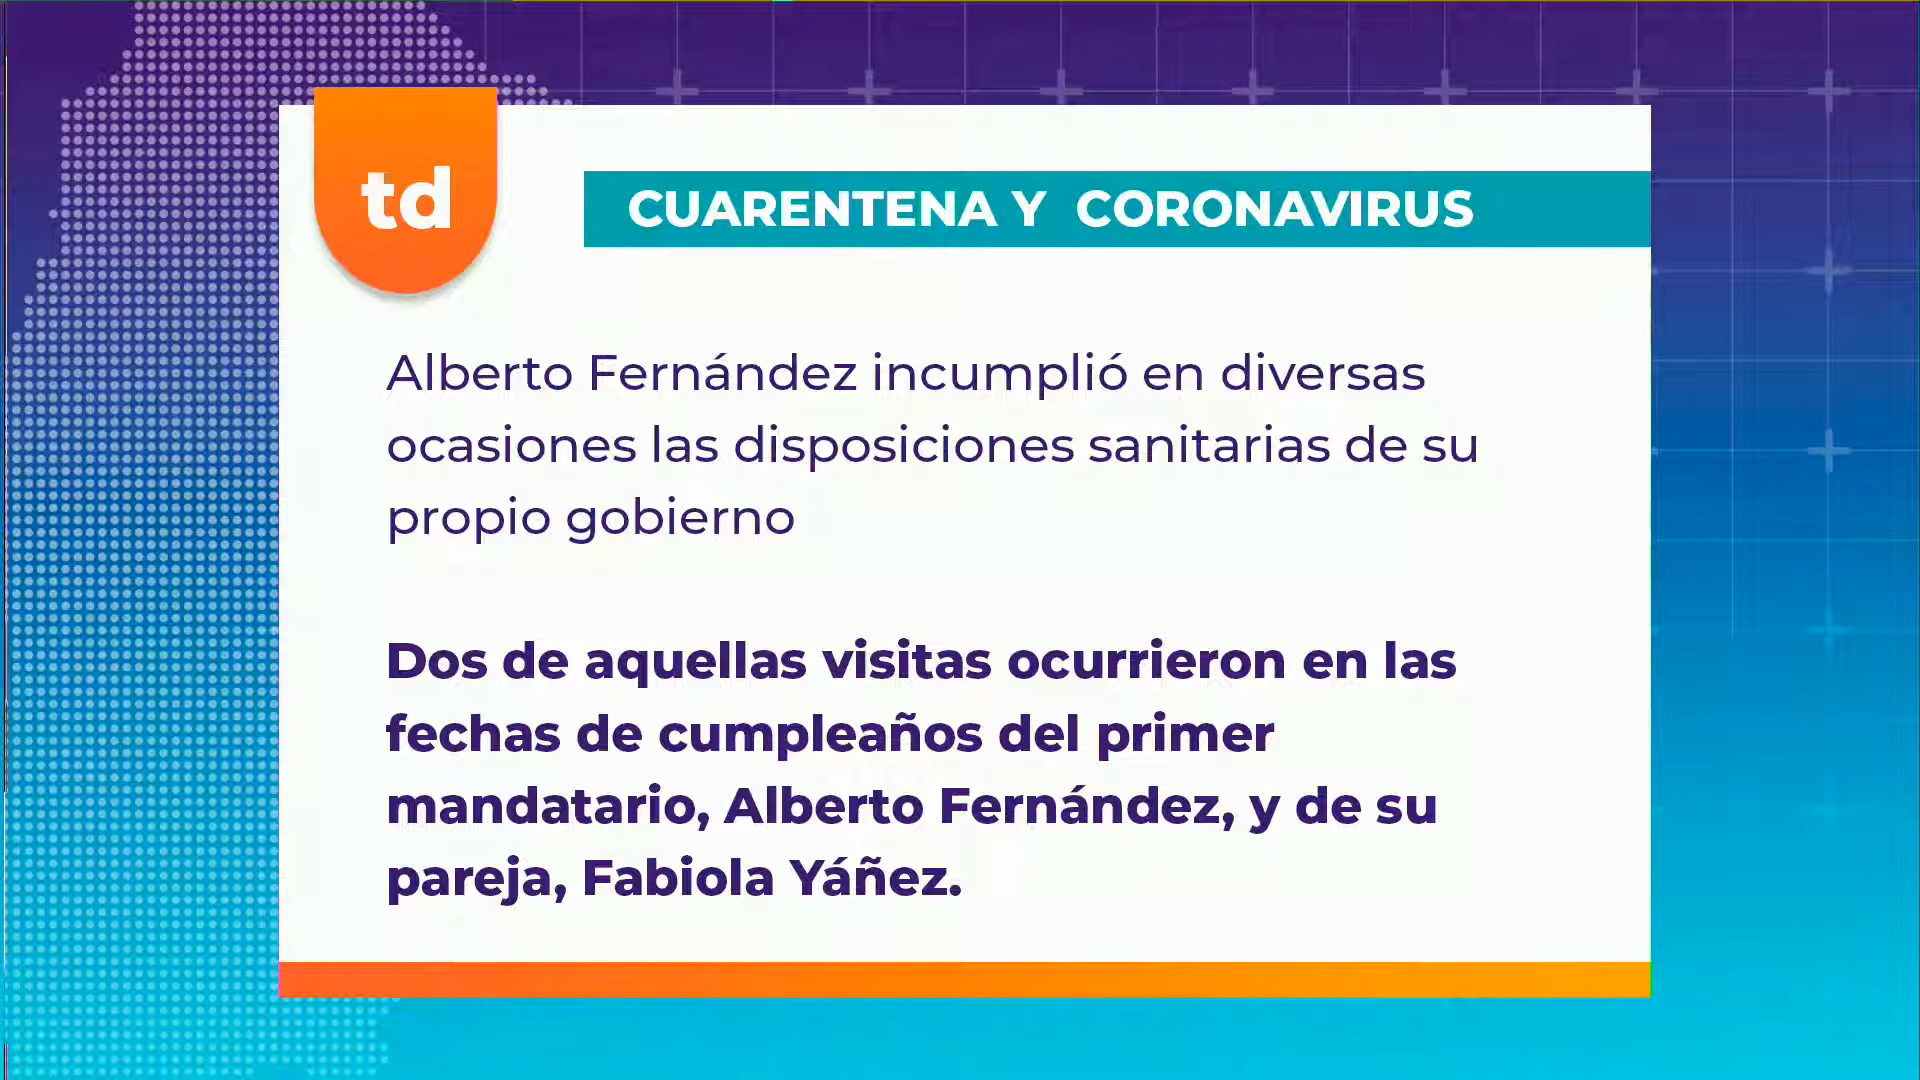 td
CUARENTENA Y CORONAVIRUS
Alberto Fernández incumplió en diversas
ocasiones las disposiciones sanitarias de su
propio gobierno
Dos de aquellas visitas ocurrieron en las
fechas de cumpleaños del primer
mandatario, Alberto Fernández, y de su
pareja, Fabiola Yáñez.